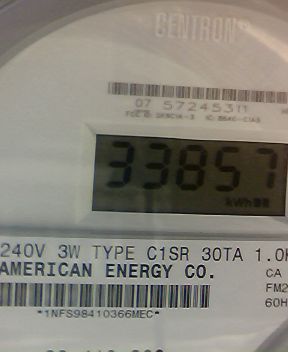 CENTRON®
07 57245311
33857
kWh
240V 3W TYPE C1SR 30TA 1.0
AMERICAN ENERGY CO.
CA
FM2
*1NFS98410366MEC*
60H